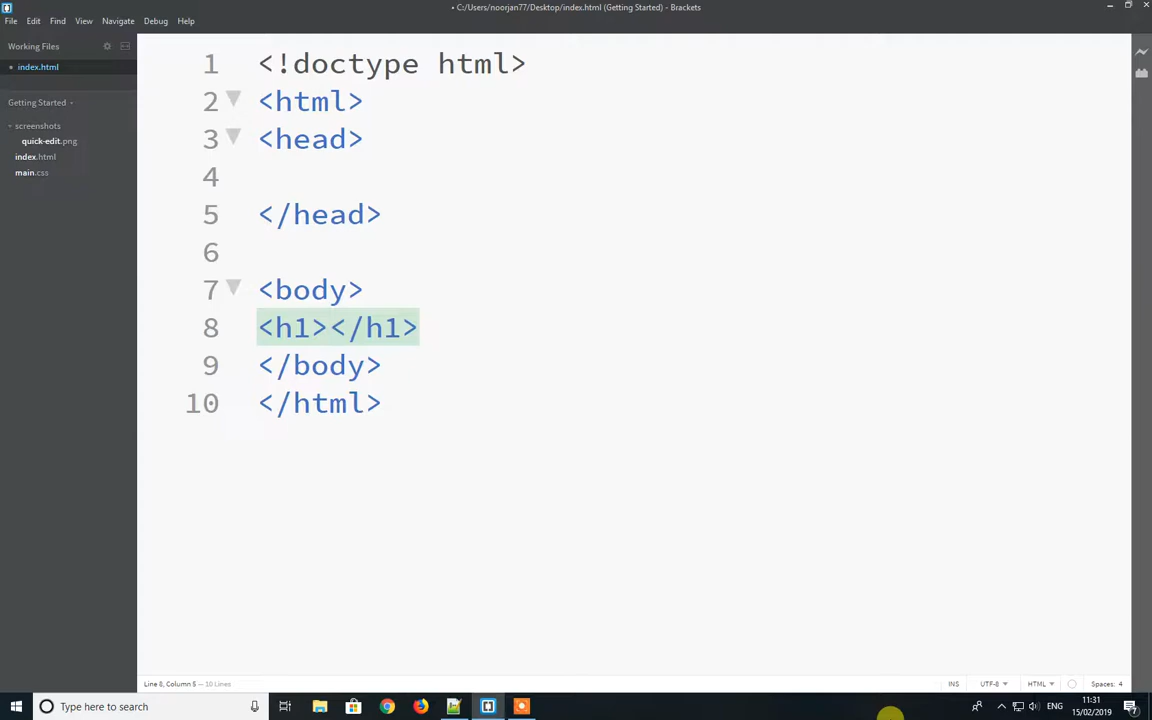 • C:/Users/noorjan77/Desktop/index.html (Getting Started) - Brackets
File Edit Find View Navigate Debug Help
Working Files
• index.html
Getting Started
screenshots
quick-edit.png
index.html
main.css
1 <!doctype html>
2 <html>
3 <head>
4
5 </head>
6
7 <body>
8 <h1></h1>
9 </body>
10 </html>
Line 8, Column 5 — 10 Lines
INS UTF-8 HTML Spaces: 4
Type here to search
ENG
11:31
15/02/2019
7